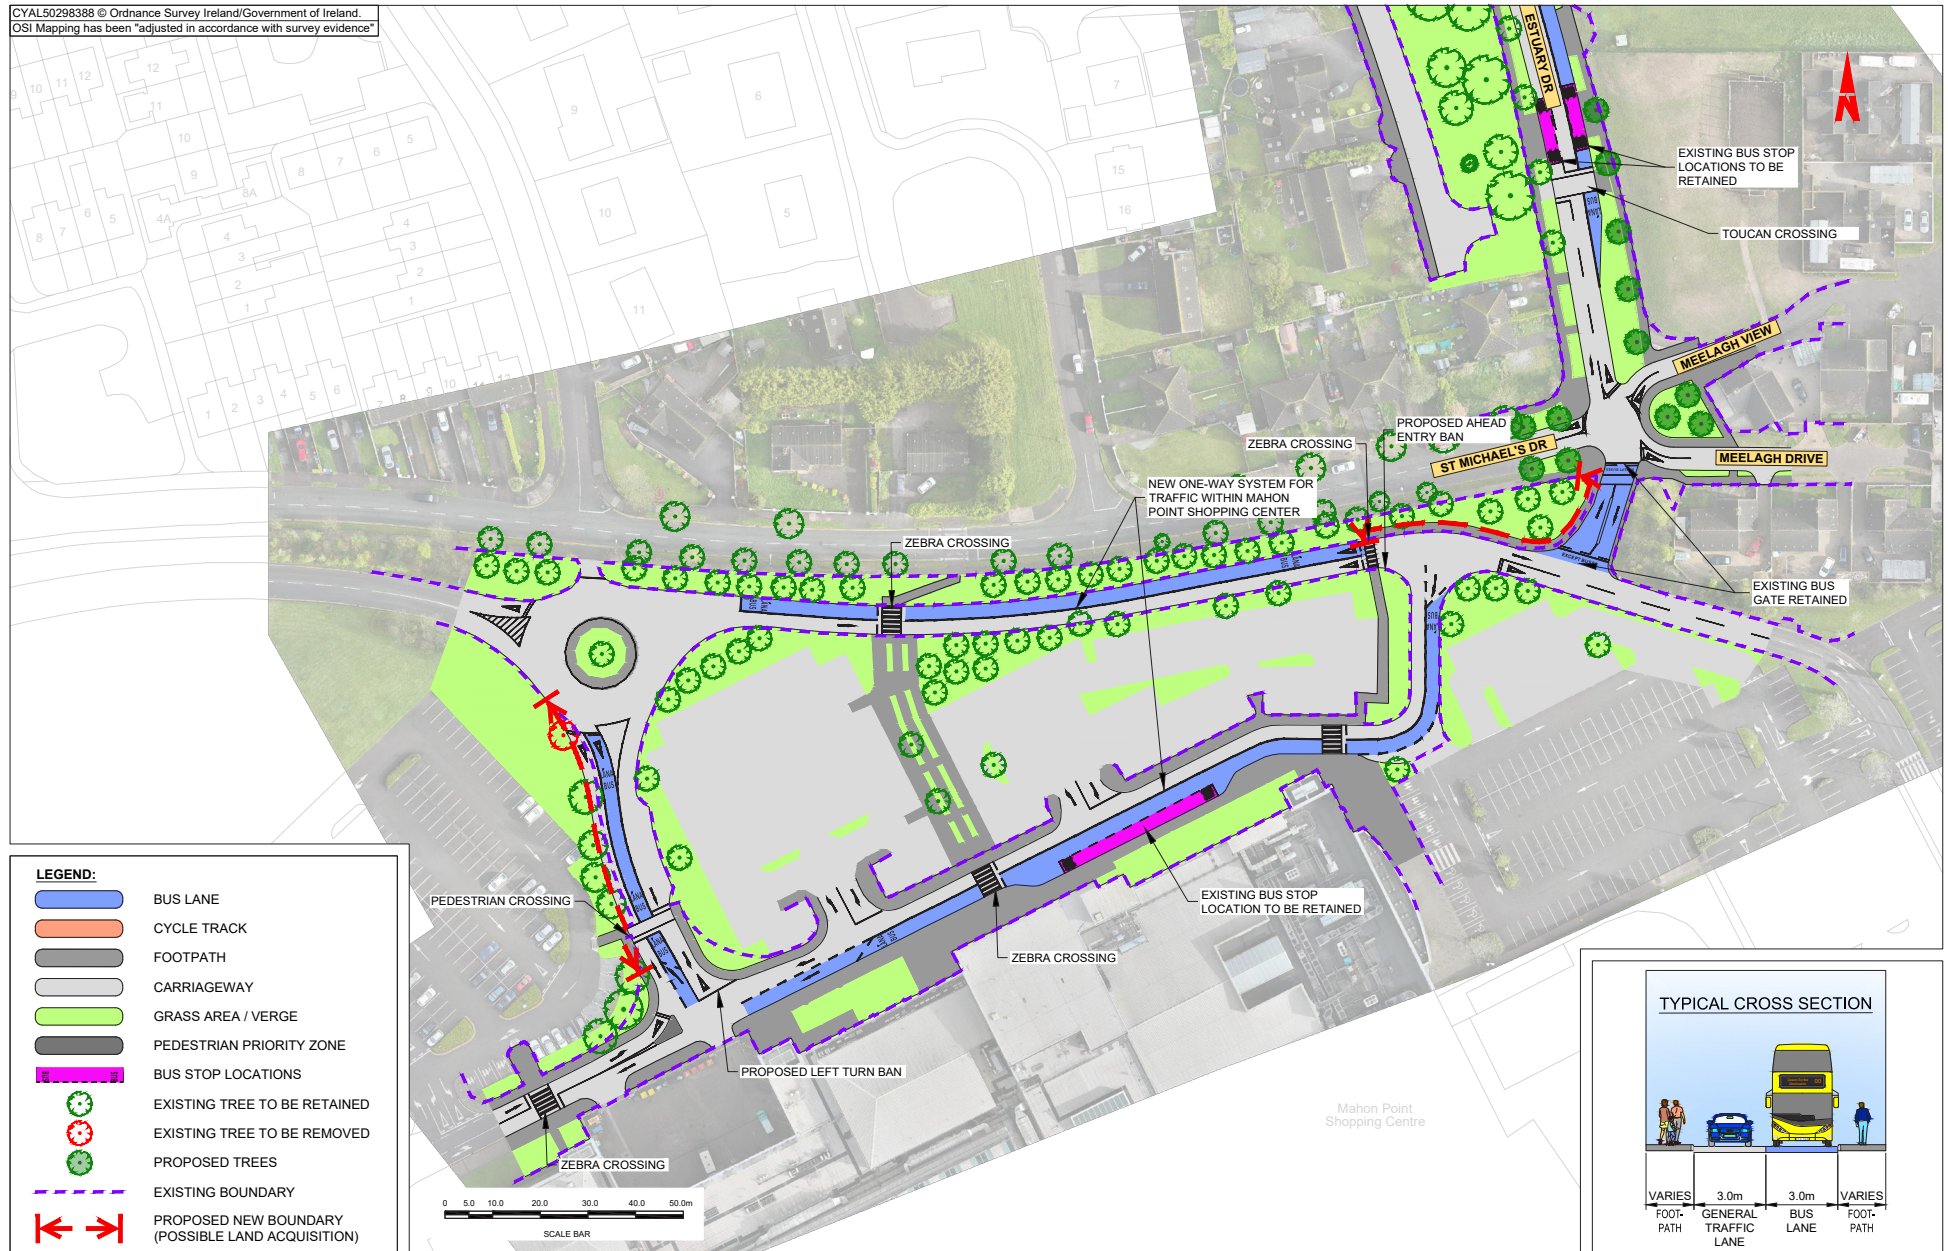 CYAL50298388 © Ordnance Survey Ireland/Government of Ireland.
OSI Mapping has been "adjusted in accordance with survey evidence"
ESTUARY DR
N
EXISTING BUS STOP
LOCATIONS TO BE
RETAINED
TOUCAN CROSSING
MEELAGH VIEW
PROPOSED AHEAD
ENTRY BAN
ZEBRA CROSSING
ST MICHAEL'S DR
MEELAGH DRIVE
NEW ONE-WAY SYSTEM FOR
TRAFFIC WITHIN MAHON
POINT SHOPPING CENTER
ZEBRA CROSSING
EXISTING BUS
GATE RETAINED
PEDESTRIAN CROSSING
EXISTING BUS STOP
LOCATION TO BE RETAINED
ZEBRA CROSSING
PROPOSED LEFT TURN BAN
ZEBRA CROSSING
Mahon Point
Shopping Centre
LEGEND:
BUS LANE
CYCLE TRACK
FOOTPATH
CARRIAGEWAY
GRASS AREA / VERGE
PEDESTRIAN PRIORITY ZONE
BUS STOP LOCATIONS
EXISTING TREE TO BE RETAINED
EXISTING TREE TO BE REMOVED
PROPOSED TREES
EXISTING BOUNDARY
PROPOSED NEW BOUNDARY
(POSSIBLE LAND ACQUISITION)
0 5.0 10.0 20.0 30.0 40.0 50.0m
SCALE BAR
TYPICAL CROSS SECTION
VARIES 3.0m 3.0m VARIES
FOOT-
PATH
GENERAL
TRAFFIC
LANE
BUS
LANE
FOOT-
PATH